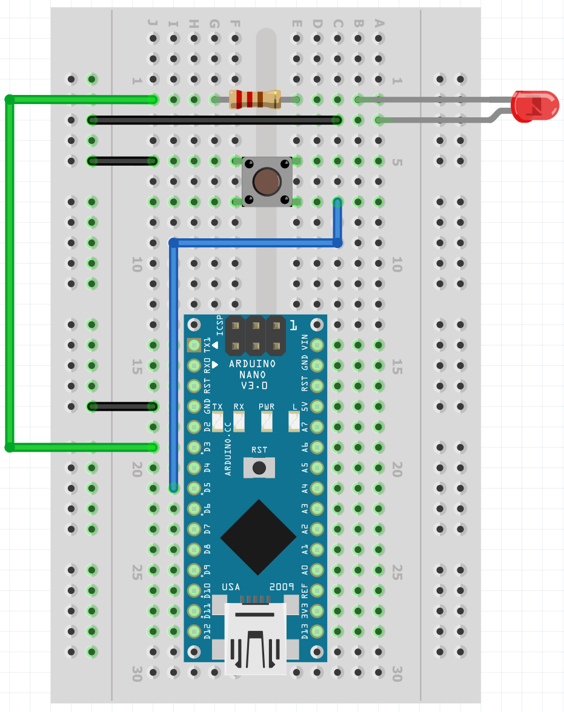 J I H G F E D C B A
1 1
5 5
10 10
15 15
20 20
25 25
30 30
ICSP
1
ARDUINO
NANO
V3.0
TX RX PWR L
RST
ARDUINO.CC
USA 2009
TX1
RX0
RST
GND
D2
D3
D4
D5
D6
D7
D8
D9
D10
D11
D12
VIN
GND
RST
5V
A7
A6
A5
A4
A3
A2
A1
A0
REF
3V3
D13